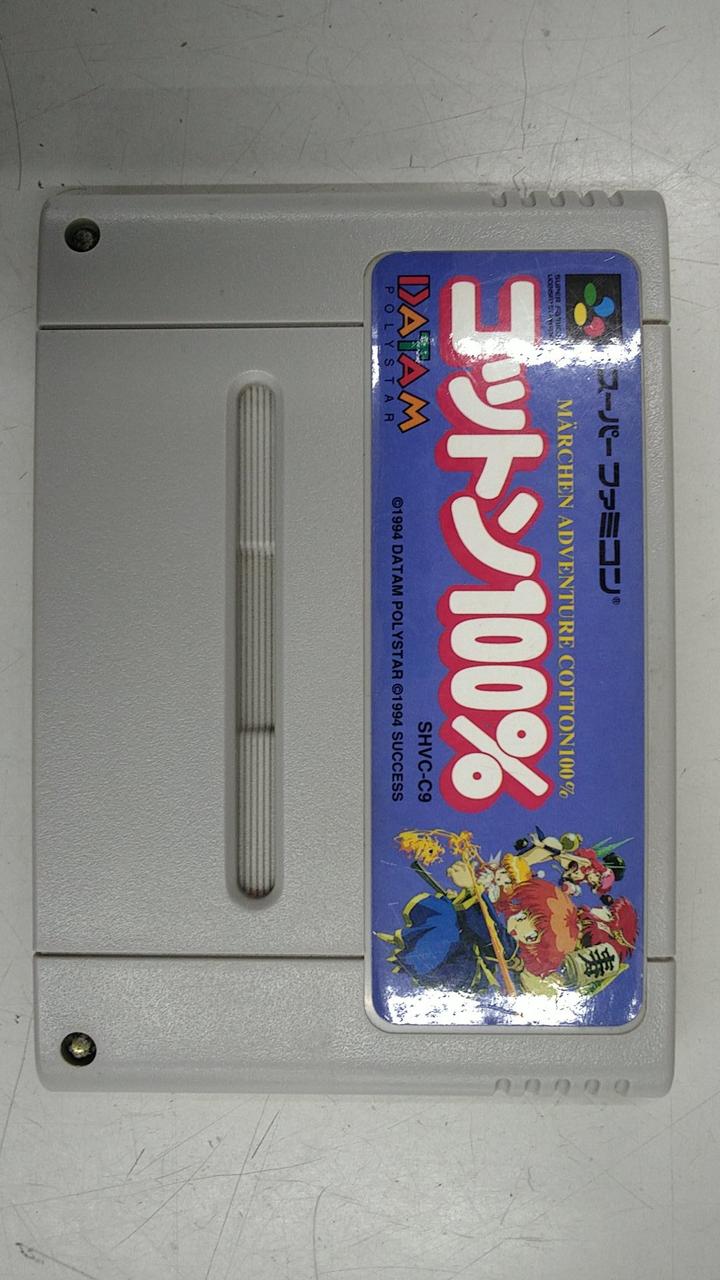 スーパーファミコン®
MÄRCHEN ADVENTURE COTTON100%
コットン100%
SHVC-C9
DATAM
POLYSTAR
©1994 DATAM POLYSTAR ©1994 SUCCESS